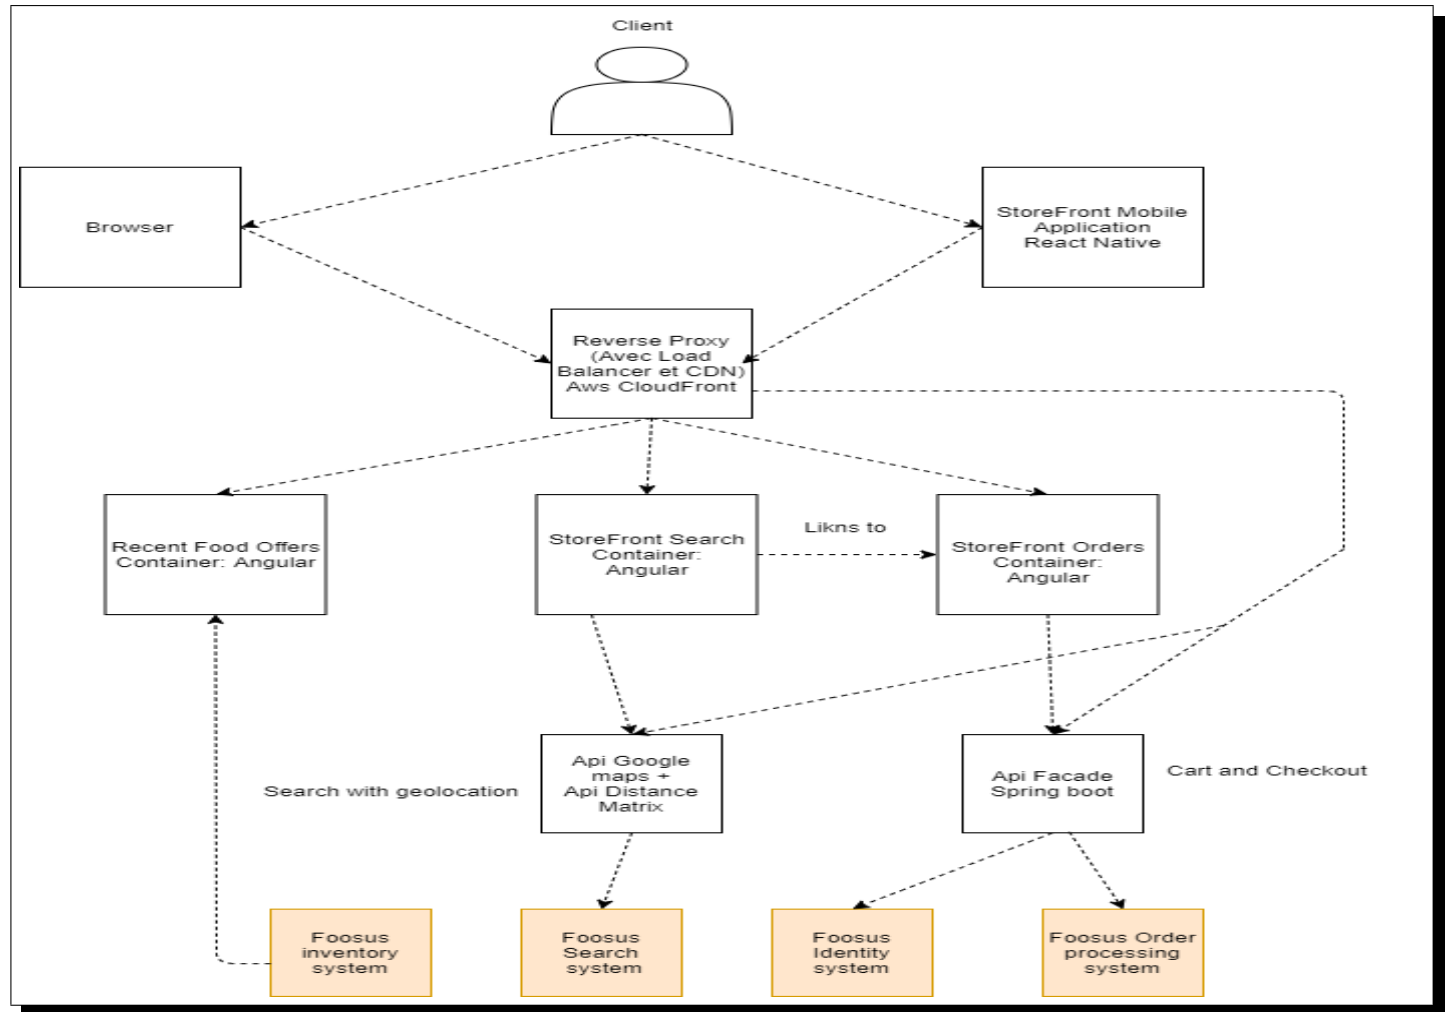 Client
Browser
StoreFront Mobile
Application
React Native
Reverse Proxy
(Avec Load
Balancer et CDN)
Aws CloudFront
Recent Food Offers
Container: Angular
StoreFront Search
Container:
Angular
Likns to
StoreFront Orders
Container:
Angular
Search with geolocation
Api Google
maps +
Api Distance
Matrix
Api Facade
Spring boot
Cart and Checkout
Foosus
inventory
system
Foosus
Search
system
Foosus
Identity
system
Foosus Order
processing
system